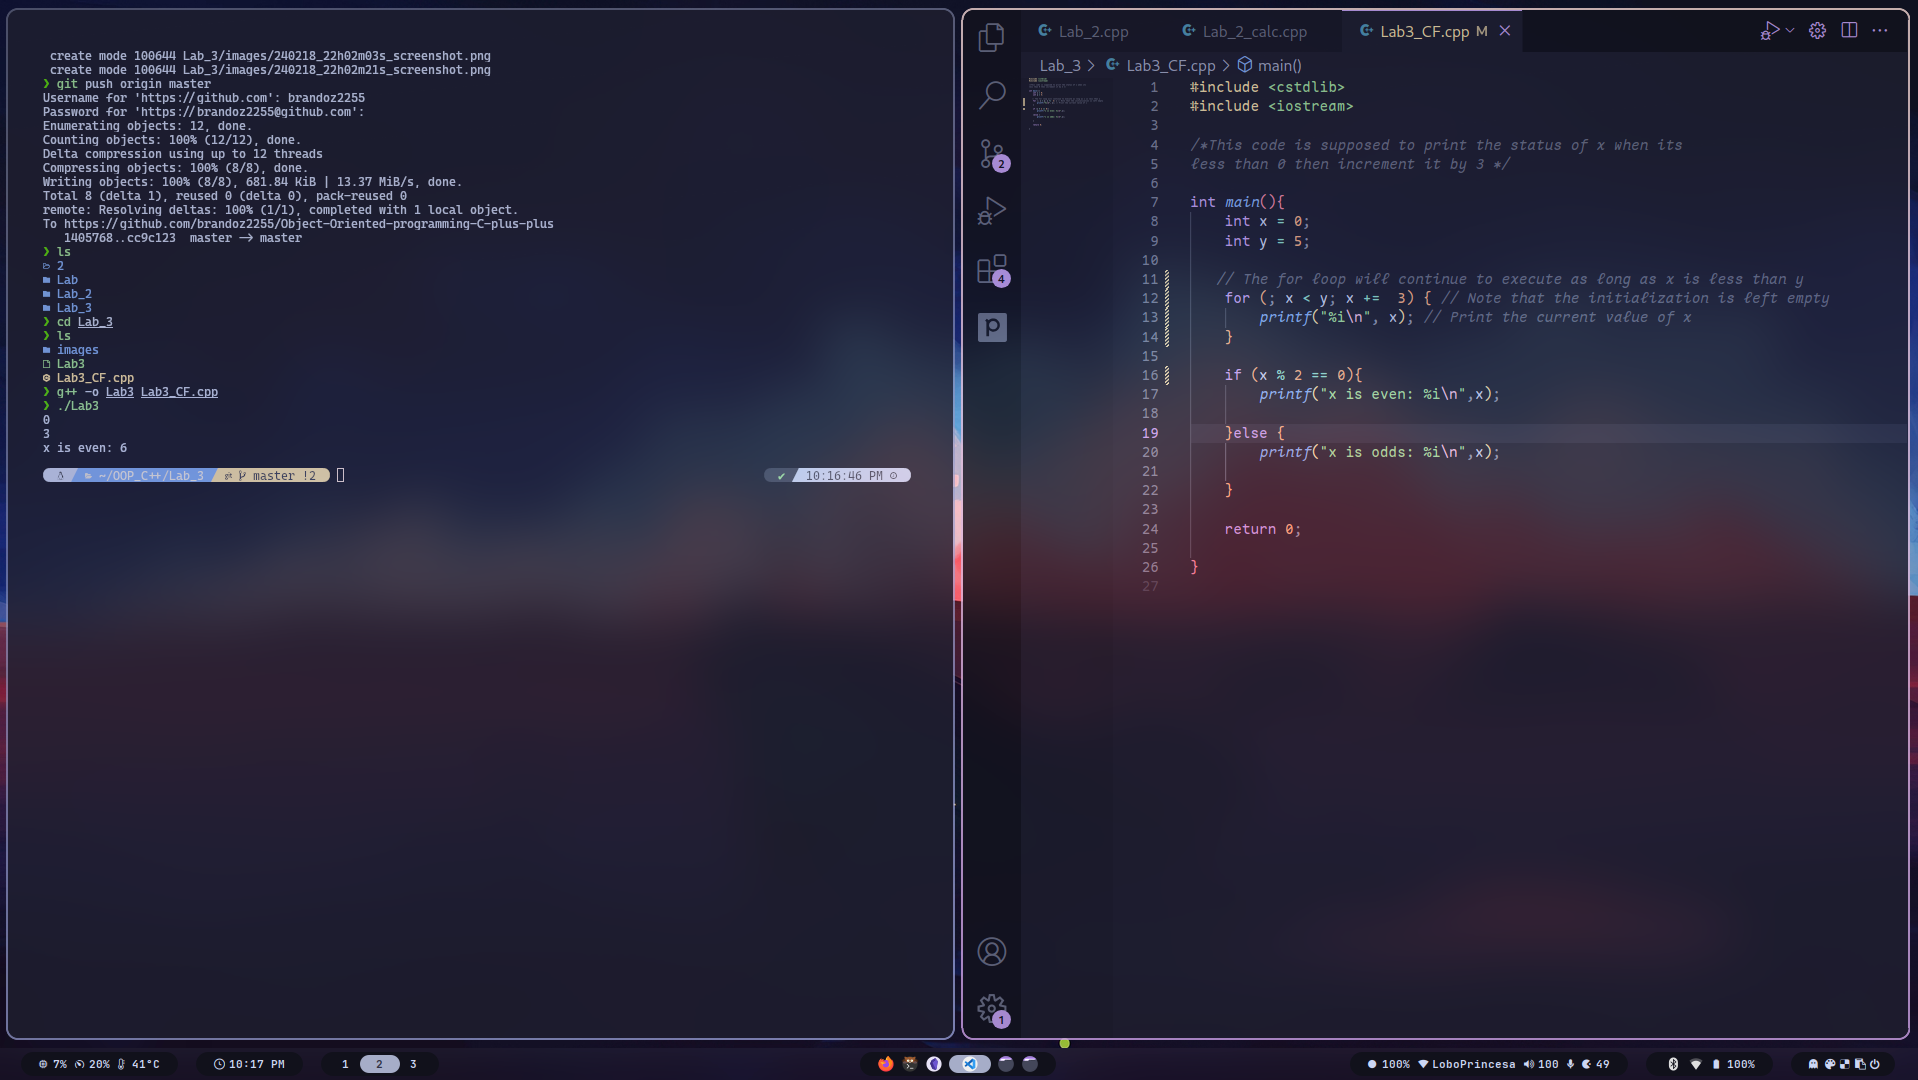 create mode 100644 Lab_3/images/240218_22h02m03s_screenshot.png
create mode 100644 Lab_3/images/240218_22h02m21s_screenshot.png
❯ git push origin master
Username for 'https://github.com': brandoz2255
Password for 'https://brandoz2255@github.com':
Enumerating objects: 12, done.
Counting objects: 100% (12/12), done.
Delta compression using up to 12 threads
Compressing objects: 100% (8/8), done.
Writing objects: 100% (8/8), 681.84 KiB | 13.37 MiB/s, done.
Total 8 (delta 1), reused 0 (delta 0), pack-reused 0
remote: Resolving deltas: 100% (1/1), completed with 1 local object.
To https://github.com/brandoz2255/Object-Oriented-programming-C-plus-plus
   1405768..cc9c123  master -> master
❯ ls
2
Lab
Lab_2
Lab_3
❯ cd Lab_3
❯ ls
images
Lab3
Lab3_CF.cpp
❯ g++ -o Lab3 Lab3_CF.cpp
❯ ./Lab3
0
3
x is even: 6
~/OOP_C++/Lab_3 master !2
✔ 10:16:46 PM
Lab_2.cpp Lab_2_calc.cpp Lab3_CF.cpp M
Lab_3 > Lab3_CF.cpp > main()
1 #include <cstdlib>
2 #include <iostream>
3
4 /*This code is supposed to print the status of x when its
5 less than 0 then increment it by 3 */
6
7 int main(){
8     int x = 0;
9     int y = 5;
10
11    // The for loop will continue to execute as long as x is less than y
12     for (; x < y; x +=  3) { // Note that the initialization is left empty
13         printf("%i\n", x); // Print the current value of x
14     }
15
16     if (x % 2 == 0){
17         printf("x is even: %i\n",x);
18
19     }else {
20         printf("x is odds: %i\n",x);
21
22     }
23
24     return 0;
25
26 }
27
2
4
p
1
7% 20% 41°C
10:17 PM
1 2 3
100% LoboPrincesa 100 49
100%